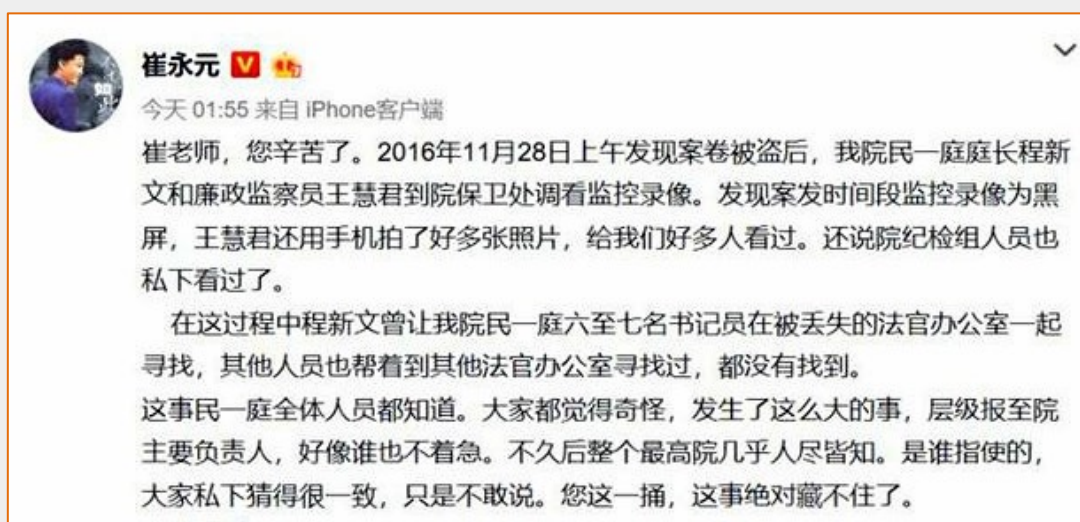 崔永元
今天 01:55 来自 iPhone客户端
崔老师，您辛苦了。2016年11月28日上午发现案卷被盗后，我院民一庭庭长程新
文和廉政监察员王慧君到院保卫处调看监控录像。发现案发时间段监控录像为黑
屏，王慧君还用手机拍了好多张照片，给我们好多人看过。还说院纪检组人员也
私下看过了。
在这过程中程新文曾让我院民一庭六至七名书记员在被丢失的法官办公室一起
寻找，其他人员也帮着到其他法官办公室寻找过，都没有找到。
这事民一庭全体人员都知道。大家都觉得奇怪，发生了这么大的事，层级报至院
主要负责人，好像谁也不着急。不久后整个最高院几乎人尽皆知。是谁指使的，
大家私下猜得很一致，只是不敢说。您这一捅，这事绝对藏不住了。